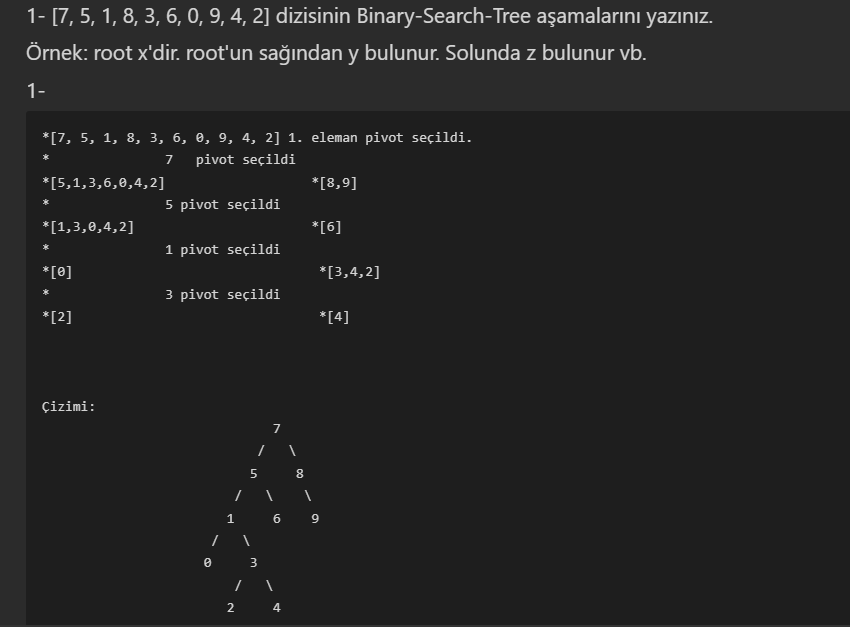 1- [7, 5, 1, 8, 3, 6, 0, 9, 4, 2] dizisinin Binary-Search-Tree aşamalarını yazınız.
Örnek: root x'dir. root'un sağından y bulunur. Solunda z bulunur vb.
1-
*[7, 5, 1, 8, 3, 6, 0, 9, 4, 2] 1. eleman pivot seçildi.
*               7   pivot seçildi
*[5,1,3,6,0,4,2]                   *[8,9]
*               5 pivot seçildi
*[1,3,0,4,2]                       *[6]
*               1 pivot seçildi
*[0]                                *[3,4,2]
*               3 pivot seçildi
*[2]                                *[4]
Çizimi:
                              7
                            /   \
                           5     8
                         /   \    \
                        1     6    9
                      /   \
                     0     3
                         /   \
                        2     4